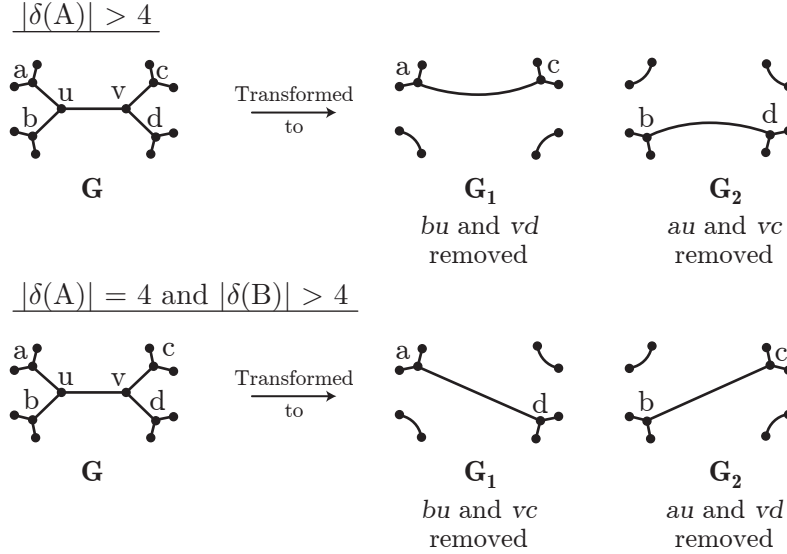 |δ(A)| > 4
a
c
u
v
b
d
G
Transformed
to
a
c
G₁
bu and vd
removed
b
d
G₂
au and vc
removed
|δ(A)| = 4 and |δ(B)| > 4
a
c
u
v
b
d
G
Transformed
to
a
d
G₁
bu and vc
removed
c
b
G₂
au and vd
removed